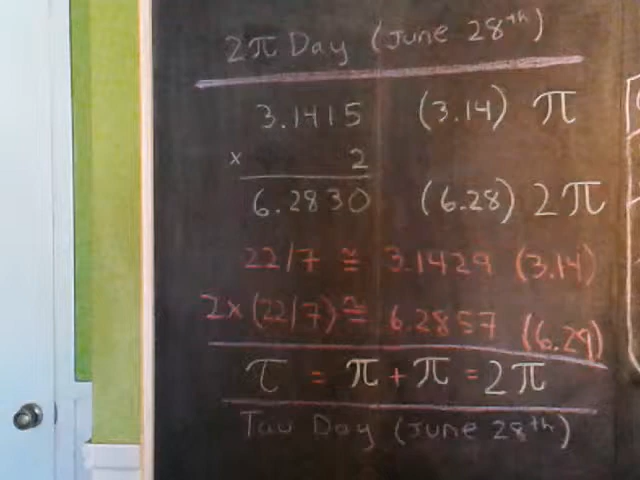 2π Day (June 28th)
3.1415 (3.14) π
x 2
6.2830 (6.28) 2π
22/7 ≅ 3.1429 (3.14)
2x(22/7) ≅ 6.2857 (6.29)
τ = π + π = 2π
Tau Day (June 28th)